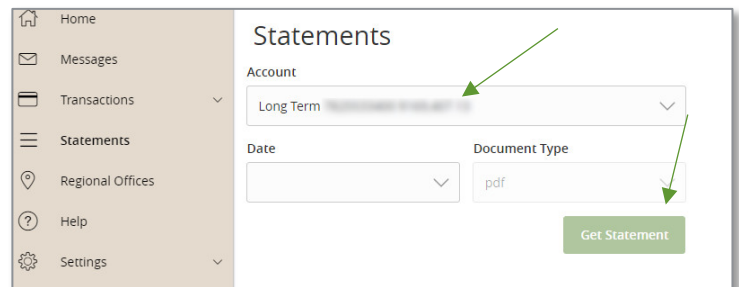 Home
Messages
Transactions
Statements
Regional Offices
Help
Settings
Statements
Account
Long Term
Date
Document Type
pdf
Get Statement